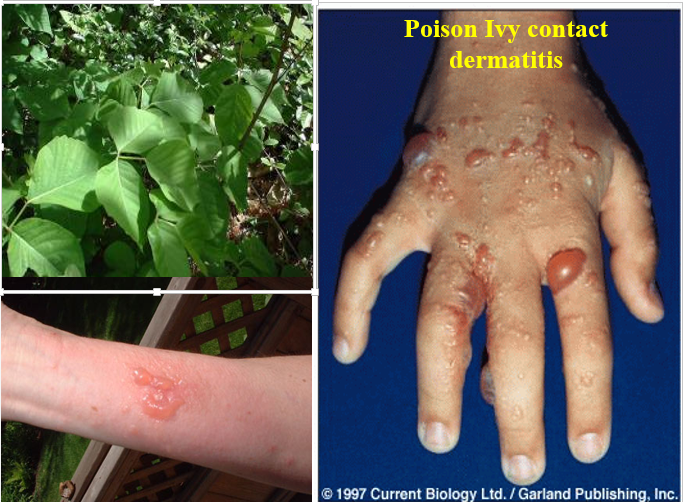 Poison Ivy contact
dermatitis
© 1997 Current Biology Ltd. / Garland Publishing, Inc.